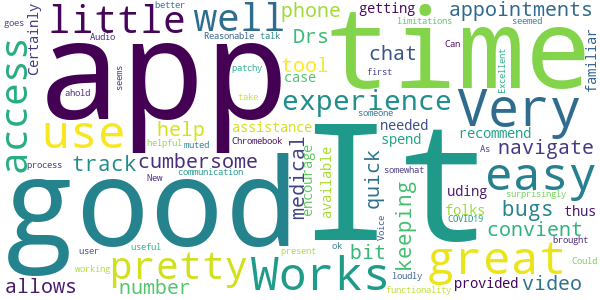 goes
better
little
well
phone
getting
appointments
limitations
seemed
Certainly
Audio
Reasonable
talk
Drs
Can
patchy
tool
chat
first
app
time
familiar
access
seems
case
ahold
take
experience
Very
Excellent
someone
use
help
assistance
needed
muted
Chromebook
recommend
process
helpful
spend
As
navigate
track
cumbersome
New
communication
medical
encourage
available
quick
somewhat
uding
easy
folks
surprisingly
good
It
COVID19
thus
bugs
user
useful
Voice
keeping
convient
ok
loudly
bit
present
brought
pretty
Works
great
Could
allows
working
number
functionality
provided
video